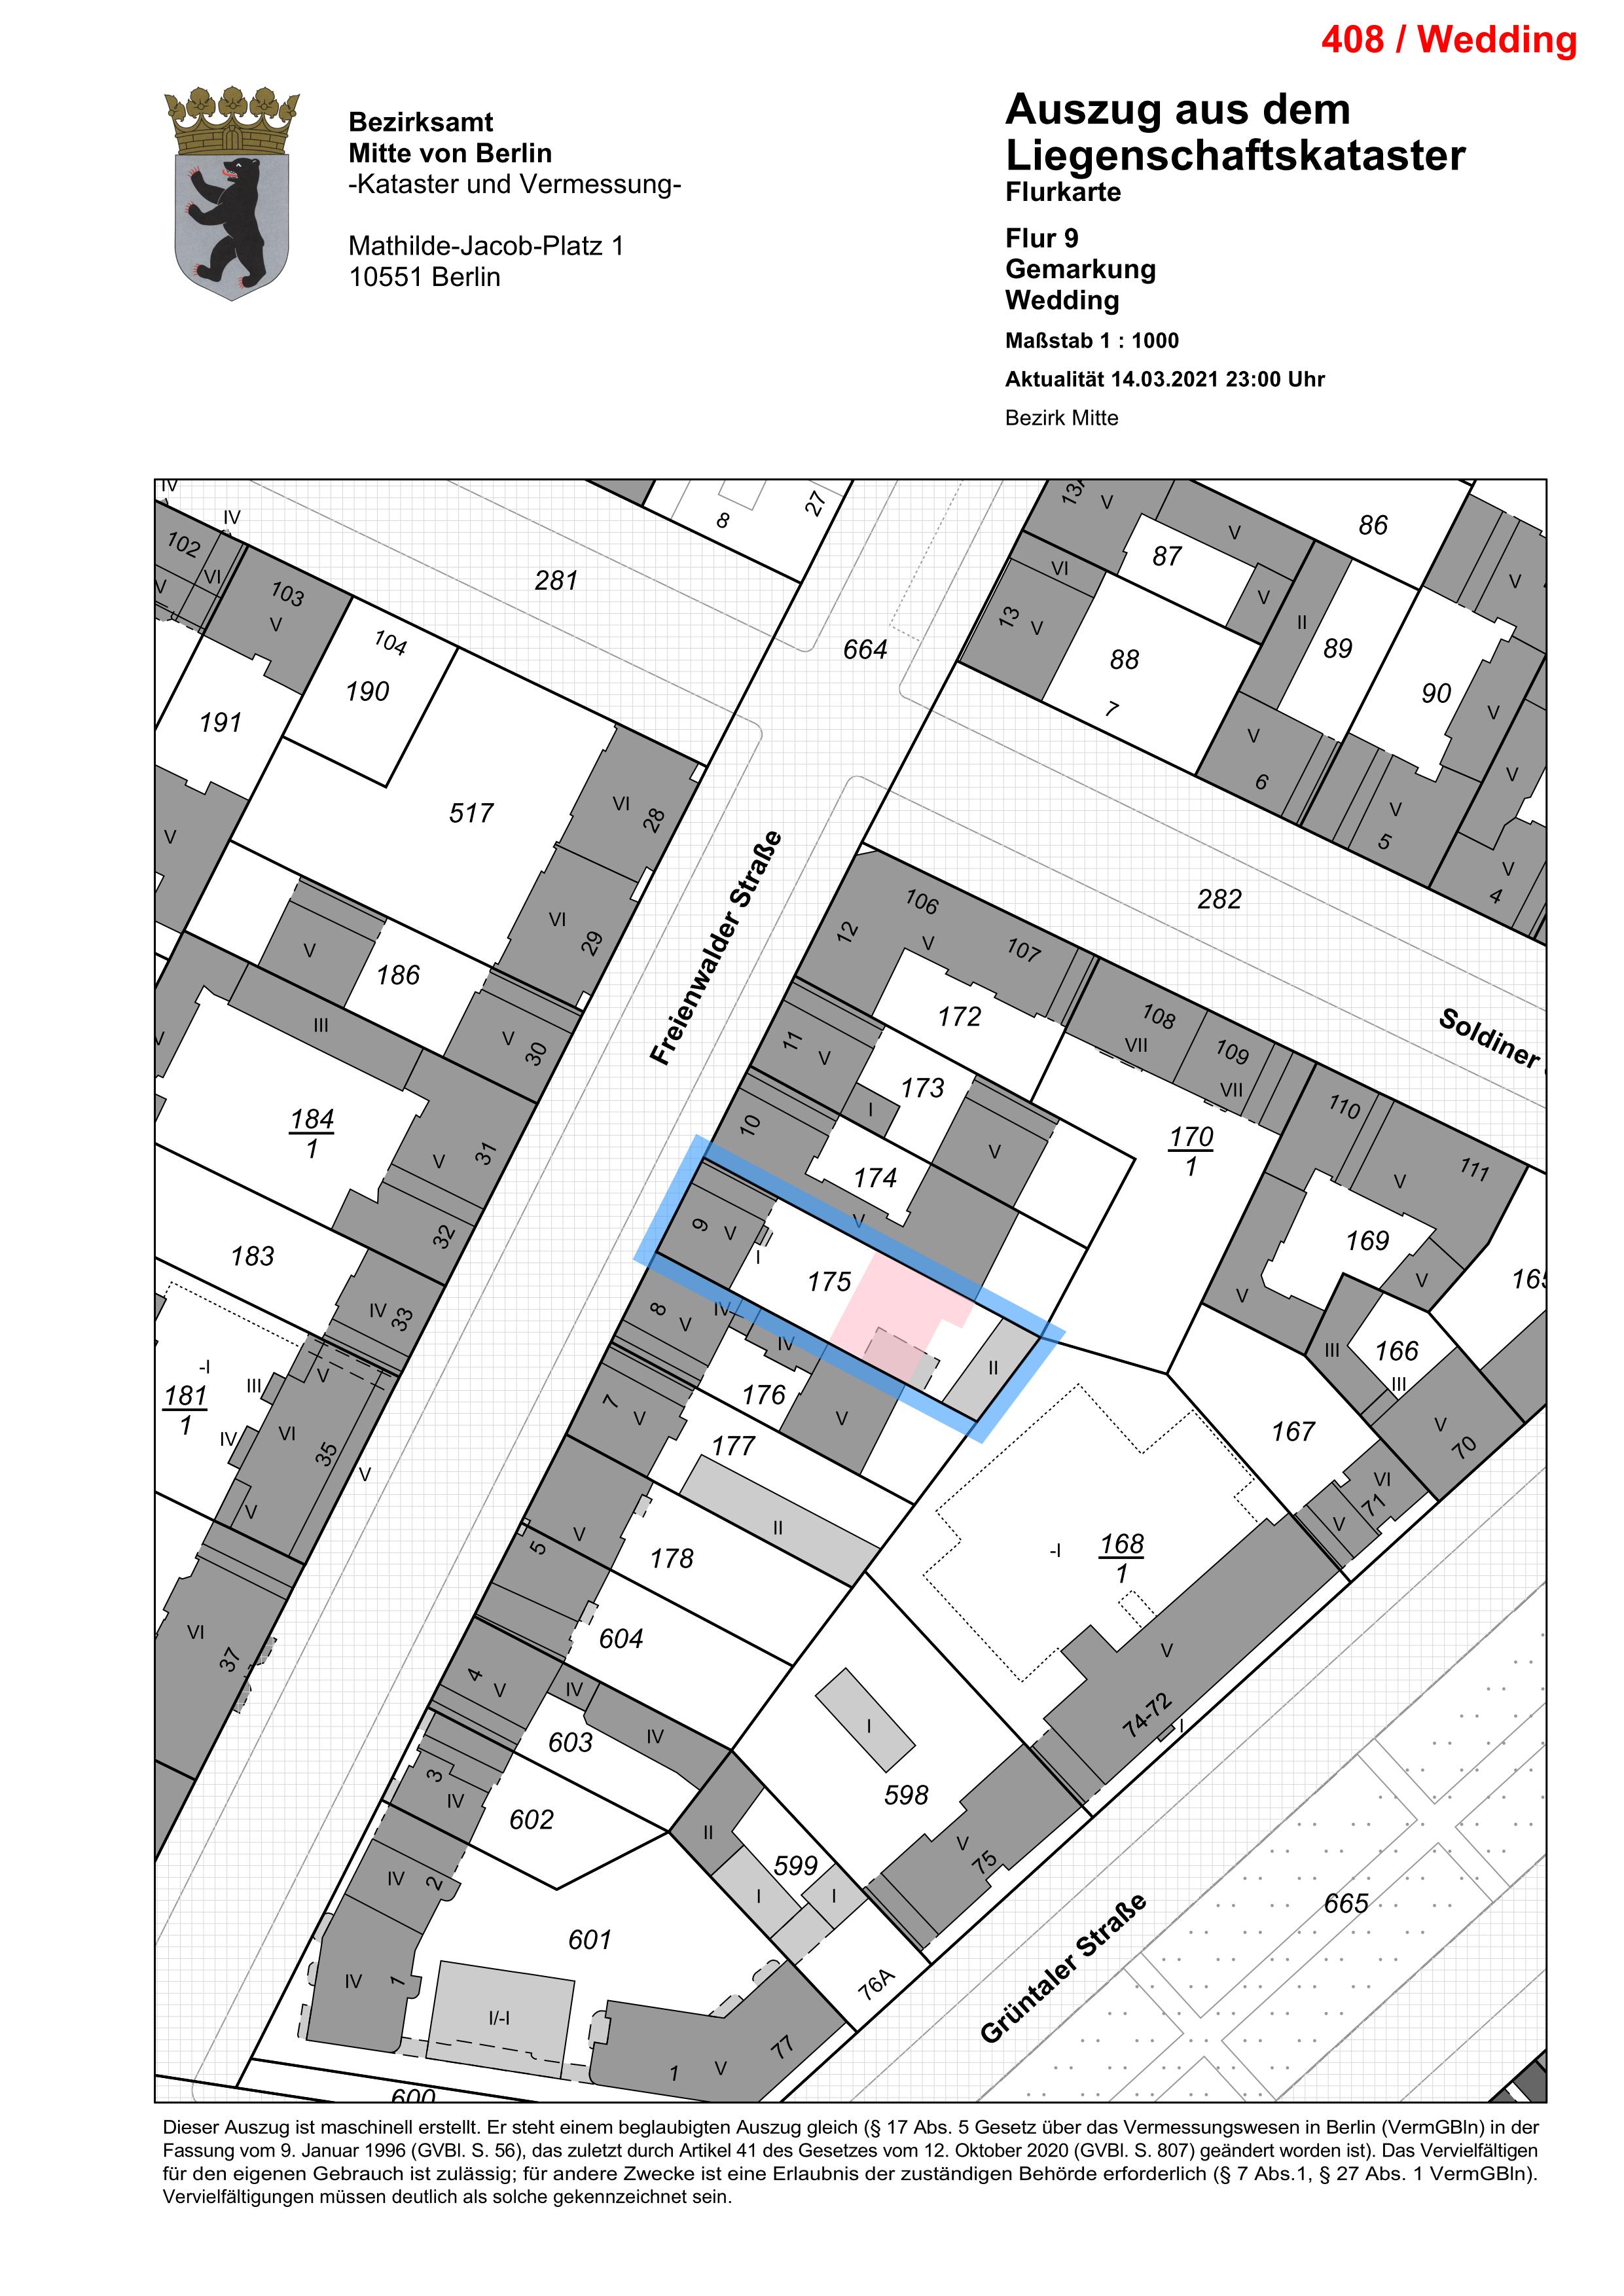 408 / Wedding
Bezirksamt
Mitte von Berlin
-Kataster und Vermessung-
Mathilde-Jacob-Platz 1
10551 Berlin
Auszug aus dem
Liegenschaftskataster
Flurkarte
Flur 9
Gemarkung
Wedding
Maßstab 1 : 1000
Aktualität 14.03.2021 23:00 Uhr
Bezirk Mitte
IV
IV
102
VI
V
103
V
104
190
191
281
8
27
664
13
V
VI
13
V
V
87
V
86
88
7
II
89
90
V
V
V
V
6
V
5
V
4
517
VI
28
VI
29
V
V
186
V
30
III
V
184
1
V
31
32
183
IV
33
-I
181
1
III
IV
V
VI
35
V
V
VI
37
Freienwalder Straße
282
Soldiner
106
107
12
V
172
108
VII
109
VII
11
V
173
I
V
10
174
V
170
1
110
111
V
169
V
V
165
9
V
I
175
II
8
V
IV
IV
176
V
III
166
III
167
V
70
VI
71
V
7
V
177
II
5
V
178
604
-I
168
1
V
74-72
I
4
V
IV
IV
603
3
IV
602
I
598
V
75
II
599
I
I
IV
2
601
IV
1
I/-I
1
V
77
76A
600
665
Grüntaler Straße
Dieser Auszug ist maschinell erstellt. Er steht einem beglaubigten Auszug gleich (§ 17 Abs. 5 Gesetz über das Vermessungswesen in Berlin (VermGBln) in der
Fassung vom 9. Januar 1996 (GVBl. S. 56), das zuletzt durch Artikel 41 des Gesetzes vom 12. Oktober 2020 (GVBl. S. 807) geändert worden ist). Das Vervielfältigen
für den eigenen Gebrauch ist zulässig; für andere Zwecke ist eine Erlaubnis der zuständigen Behörde erforderlich (§ 7 Abs.1, § 27 Abs. 1 VermGBln).
Vervielfältigungen müssen deutlich als solche gekennzeichnet sein.